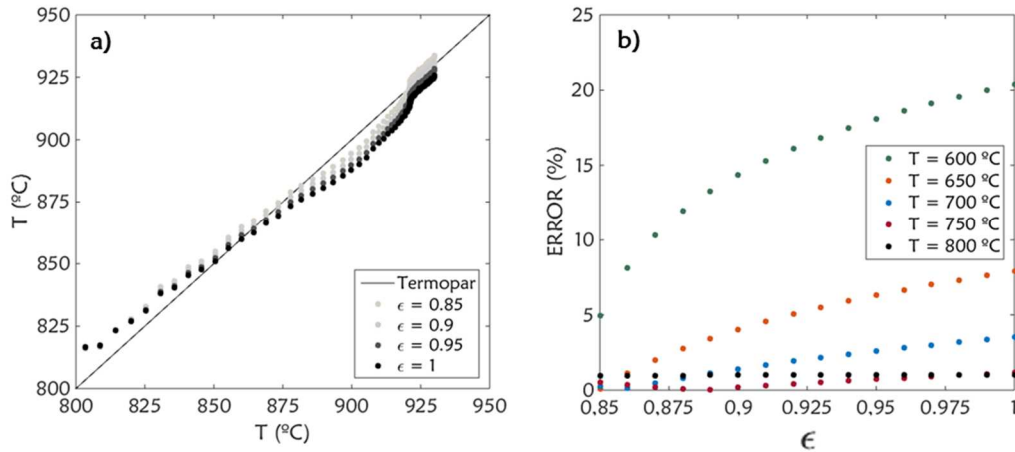 a)
950
925
900
875
850
825
800
T (ºC)
800 825 850 875 900 925 950
T (ºC)
Termopar
ϵ = 0.85
ϵ = 0.9
ϵ = 0.95
ϵ = 1
b)
25
20
15
10
5
0
ERROR (%)
0,85 0,875 0,9 0,925 0,95 0,975 1
ϵ
T = 600 ºC
T = 650 ºC
T = 700 ºC
T = 750 ºC
T = 800 ºC